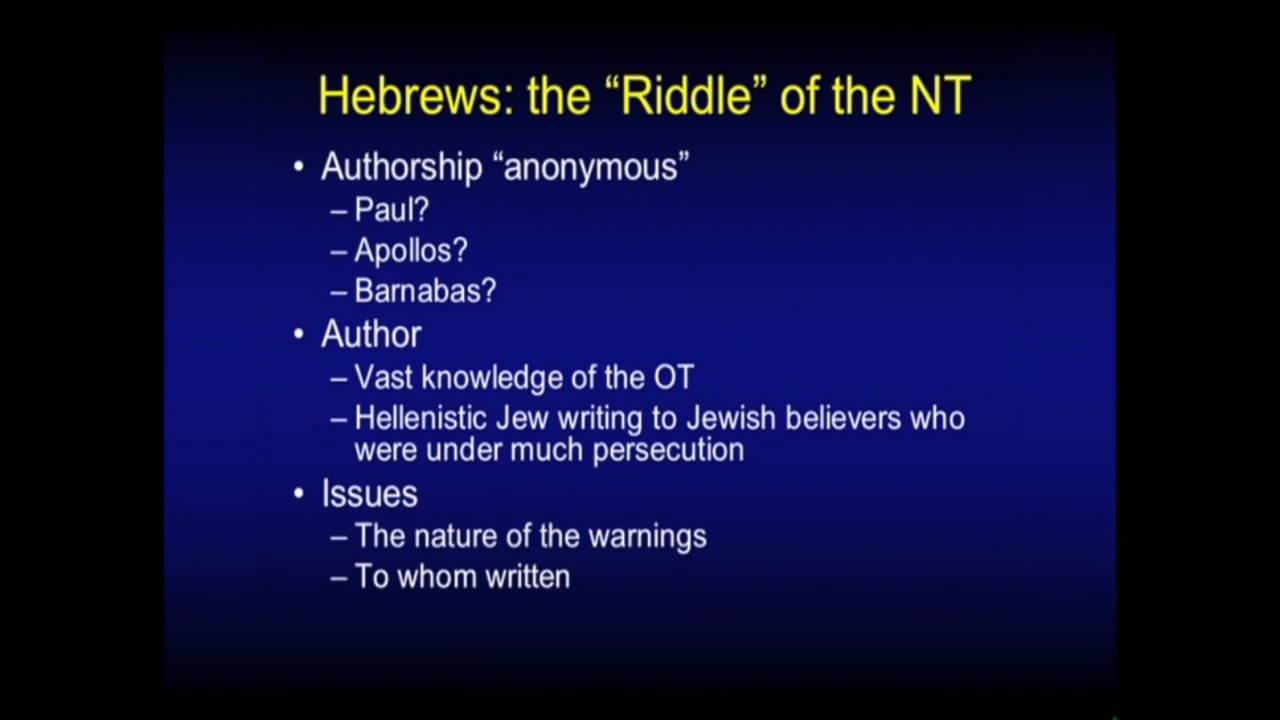 Hebrews: the “Riddle” of the NT
• Authorship “anonymous”
– Paul?
– Apollos?
– Barnabas?
• Author
– Vast knowledge of the OT
– Hellenistic Jew writing to Jewish believers who
were under much persecution
• Issues
– The nature of the warnings
– To whom written